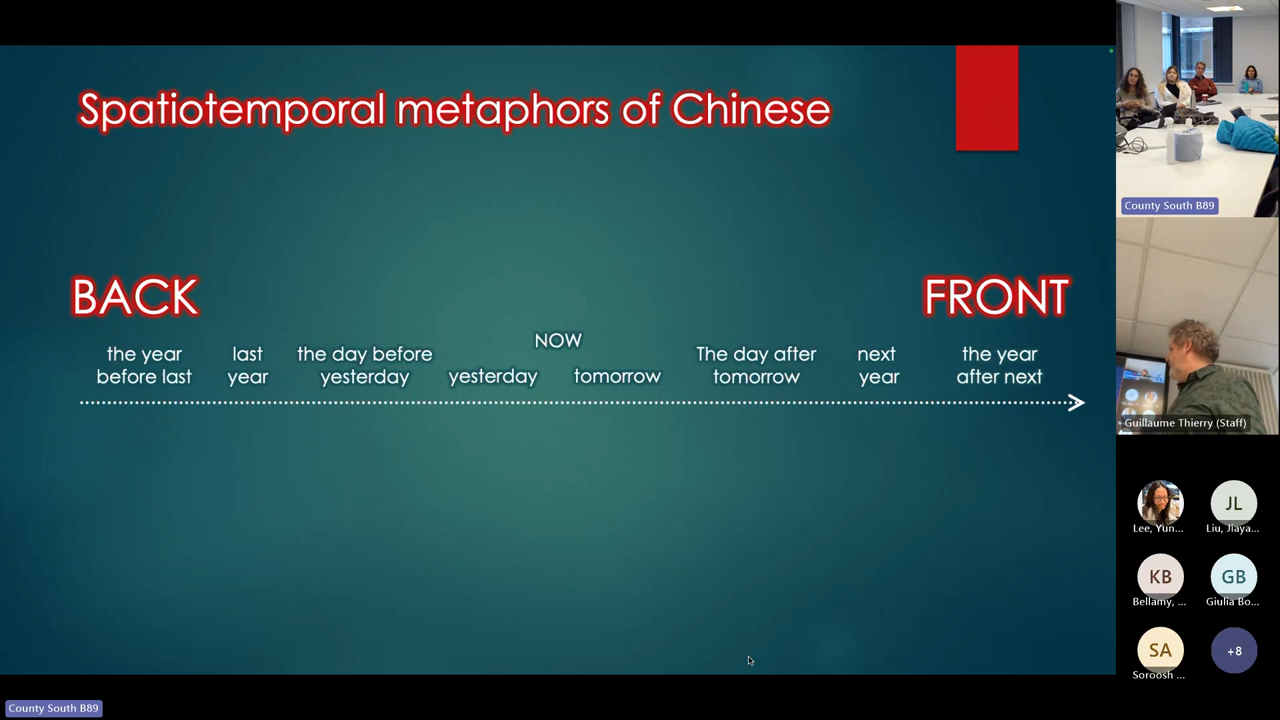 Spatiotemporal metaphors of Chinese
BACK
FRONT
NOW
the year
before last
last
year
the day before
yesterday
yesterday
tomorrow
The day after
tomorrow
next
year
the year
after next
County South B89
Guillaume Thierry (Staff)
Lee, Yun...
JL
Liu, Jiaya...
KB
Bellamy, ...
GB
Giulia Bo...
SA
Soroosh ...
+8
County South B89